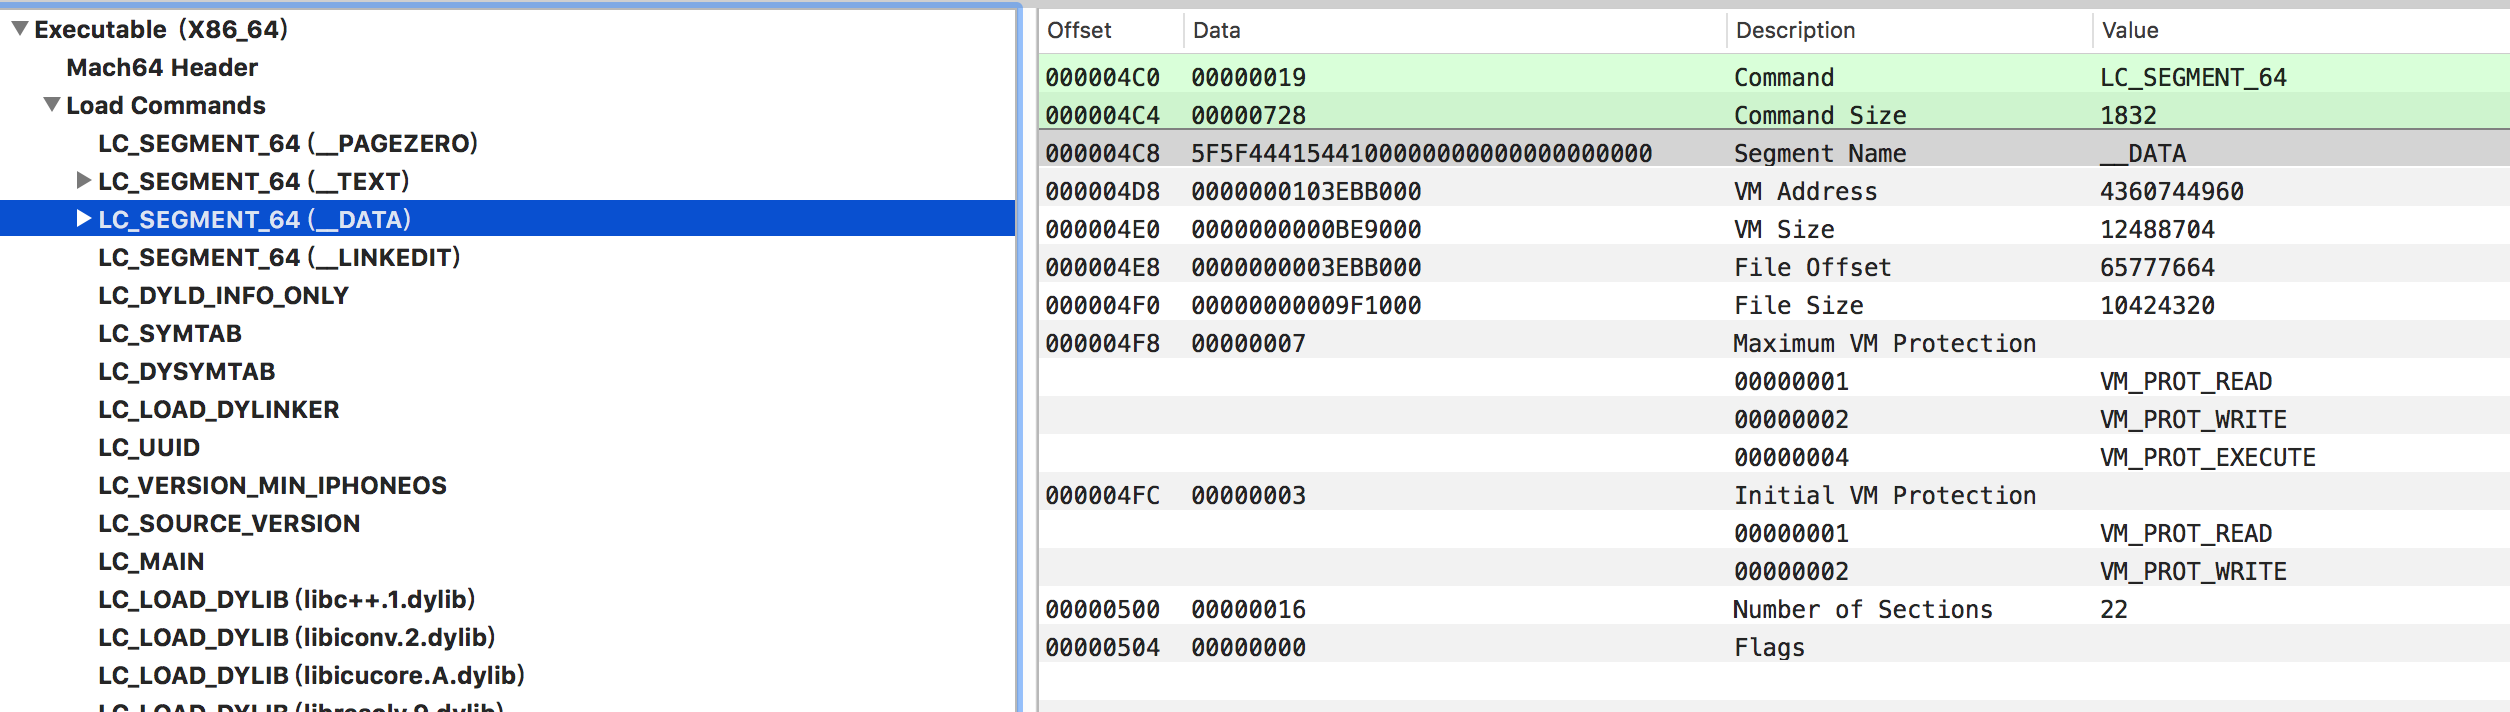 Executable (X86_64)
Mach64 Header
Load Commands
LC_SEGMENT_64 (__PAGEZERO)
LC_SEGMENT_64 (__TEXT)
LC_SEGMENT_64 (__DATA)
LC_SEGMENT_64 (__LINKEDIT)
LC_DYLD_INFO_ONLY
LC_SYMTAB
LC_DYSYMTAB
LC_LOAD_DYLINKER
LC_UUID
LC_VERSION_MIN_IPHONEOS
LC_SOURCE_VERSION
LC_MAIN
LC_LOAD_DYLIB (libc++.1.dylib)
LC_LOAD_DYLIB (libiconv.2.dylib)
LC_LOAD_DYLIB (libicucore.A.dylib)
LC_LOAD_DYLIB (libresolv.9.dylib)
Offset Data Description Value
000004C0 00000019 Command LC_SEGMENT_64
000004C4 00000728 Command Size 1832
000004C8 5F5F4441544100000000000000000000 Segment Name __DATA
000004D8 0000000103EBB000 VM Address 4360744960
000004E0 0000000000BE9000 VM Size 12488704
000004E8 0000000003EBB000 File Offset 65777664
000004F0 00000000009F1000 File Size 10424320
000004F8 00000007 Maximum VM Protection
00000001 VM_PROT_READ
00000002 VM_PROT_WRITE
00000004 VM_PROT_EXECUTE
000004FC 00000003 Initial VM Protection
00000001 VM_PROT_READ
00000002 VM_PROT_WRITE
00000500 00000016 Number of Sections 22
00000504 00000000 Flags